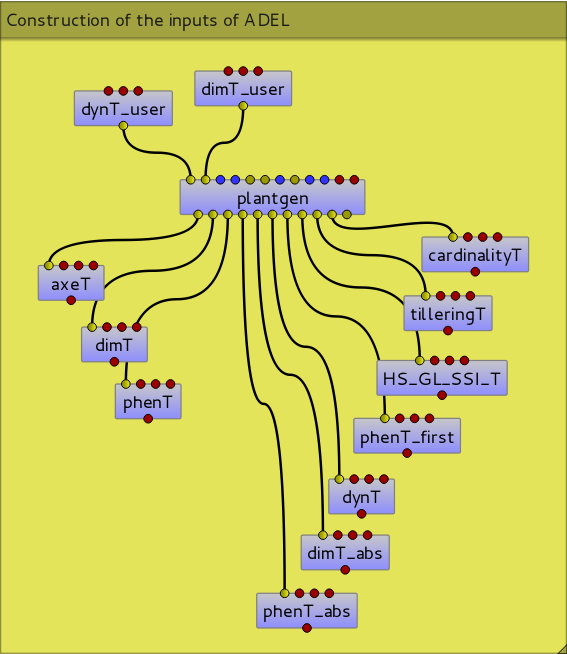 Construction of the inputs of ADEL
dimT_user
dynT_user
plantgen
cardinalityT
axeT
tilleringT
dimT
HS_GL_SSI_T
phenT
phenT_first
dynT
dimT_abs
phenT_abs